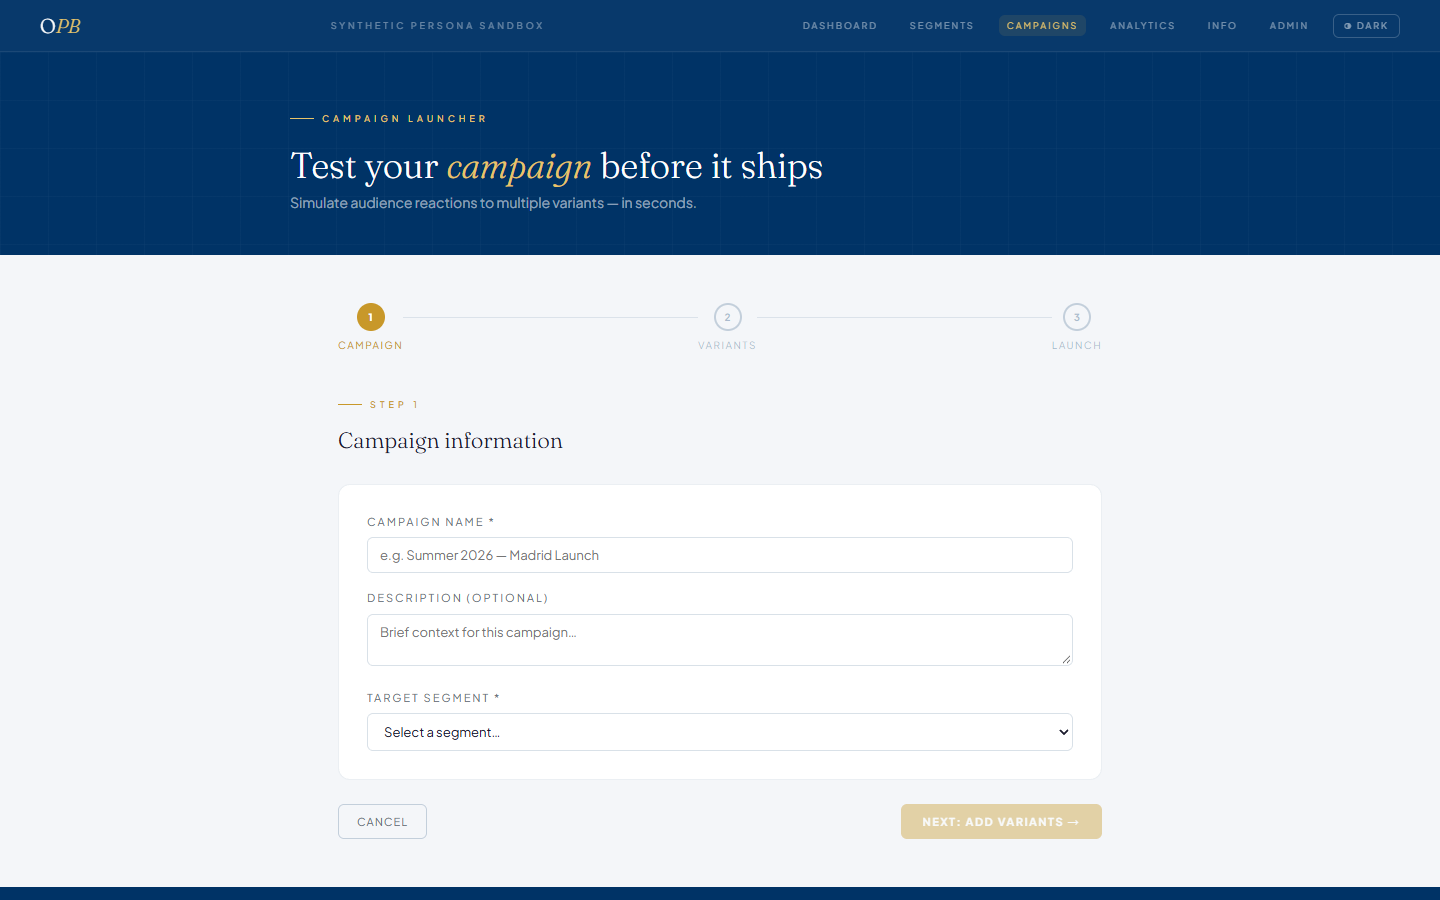 OPB
SYNTHETIC PERSONA SANDBOX
DASHBOARD
SEGMENTS
CAMPAIGNS
ANALYTICS
INFO
ADMIN
DARK
CAMPAIGN LAUNCHER
Test your campaign before it ships
Simulate audience reactions to multiple variants — in seconds.
1
2
3
CAMPAIGN
VARIANTS
LAUNCH
STEP 1
Campaign information
CAMPAIGN NAME *
e.g. Summer 2026 — Madrid Launch
DESCRIPTION (OPTIONAL)
Brief context for this campaign…
TARGET SEGMENT *
Select a segment…
CANCEL
NEXT: ADD VARIANTS →